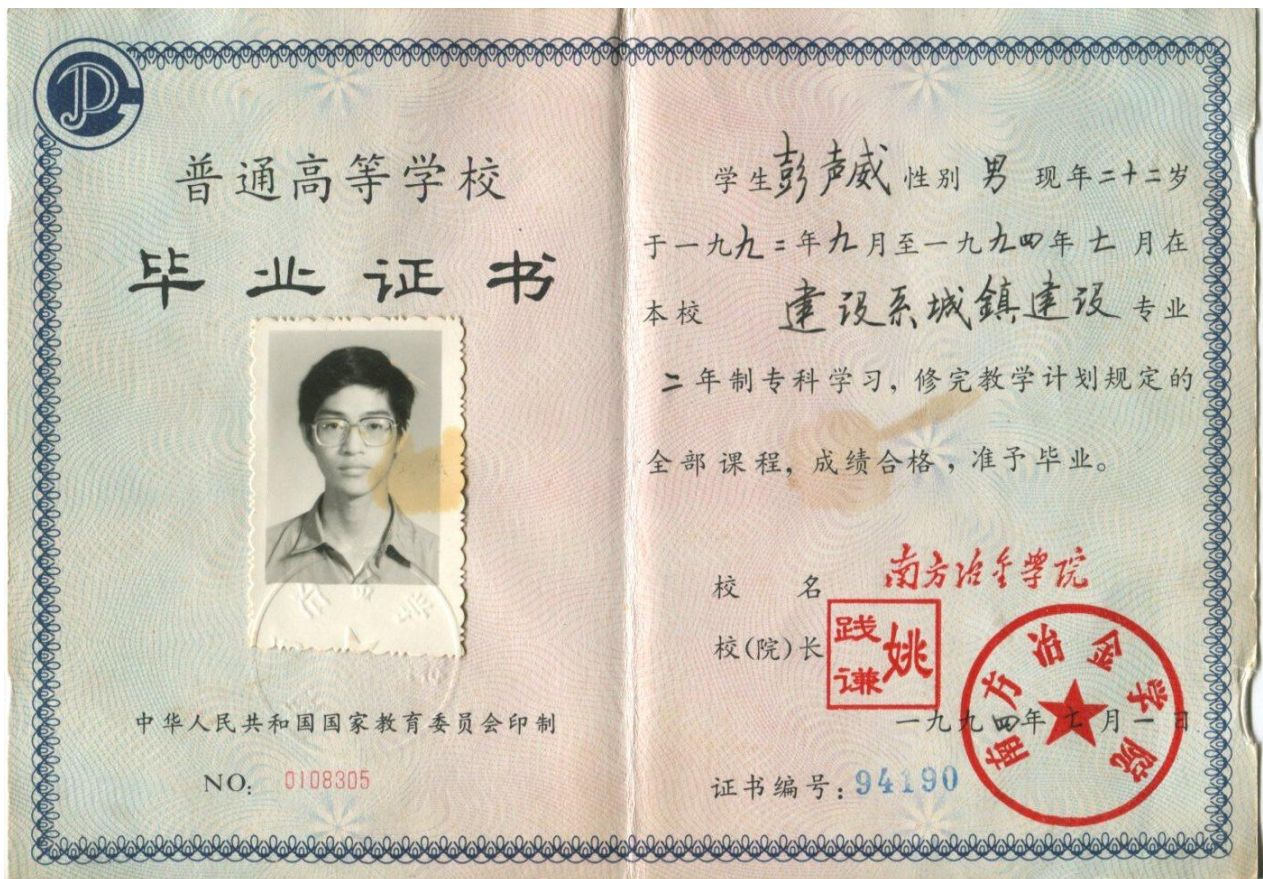 普通高等学校
毕业证书
中华人民共和国国家教育委员会印制
NO: 0108305
学生彭声威性别 男 现年二十二岁
于一九九二年九月至一九九四年七月在
本校 建设系城鎮建设 专业
二年制专科学习，修完教学计划规定的
全部课程，成绩合格，准予毕业。
校 名 南方冶金学院
校(院)长 姚践谦
南方冶金学院
一九九四年七月一日
证书编号：94190